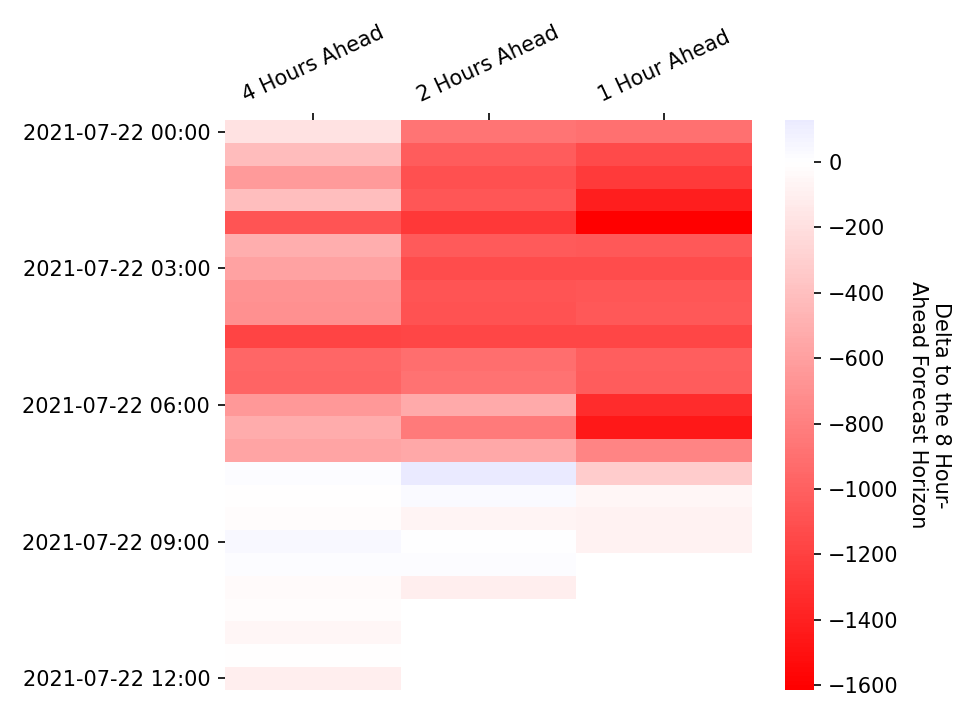 4 Hours Ahead
2 Hours Ahead
1 Hour Ahead
2021-07-22 00:00
2021-07-22 03:00
2021-07-22 06:00
2021-07-22 09:00
2021-07-22 12:00
0
−200
−400
−600
−800
−1000
−1200
−1400
−1600
Delta to the 8 Hour-
Ahead Forecast Horizon